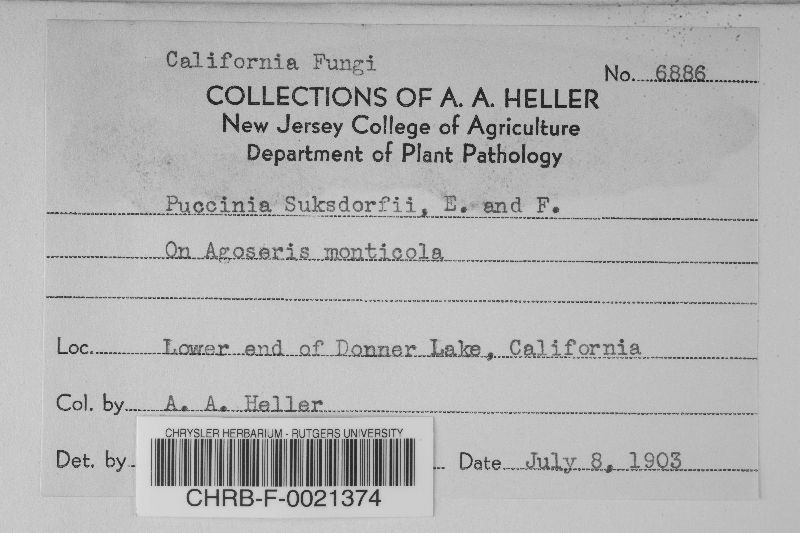 California Fungi
No. 6886
COLLECTIONS OF A. A. HELLER
New Jersey College of Agriculture
Department of Plant Pathology
Puccinia Suksdorfii, E. and F.
On Agoseris monticola
Loc. Lower end of Donner Lake, California
Col. by A. A. Heller
Det. by Date July 8, 1903
CHRYSLER HERBARIUM - RUTGERS UNIVERSITY
CHRB-F-0021374